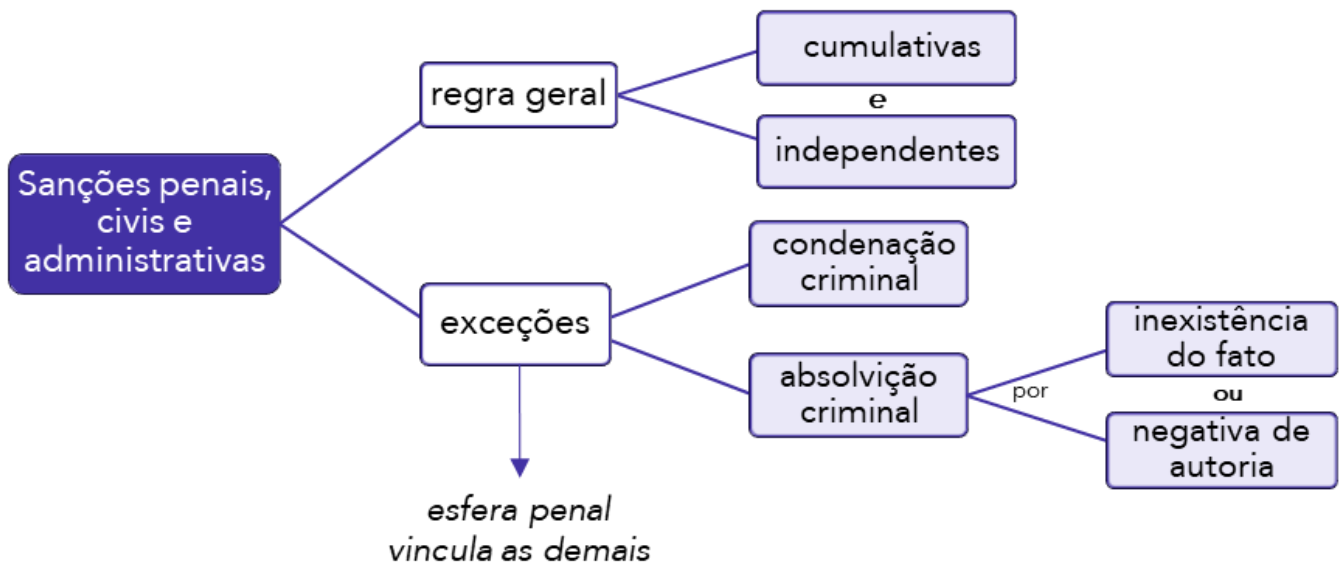 Sanções penais,
civis e
administrativas
regra geral
cumulativas
e
independentes
exceções
condenação
criminal
absolvição
criminal
por
inexistência
do fato
ou
negativa de
autoria
esfera penal
vincula as demais